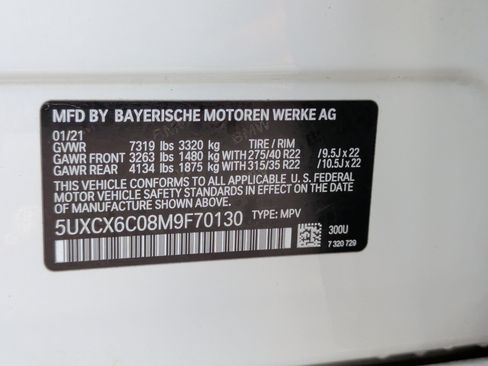 MFD BY BAYERISCHE MOTOREN WERKE AG
01/21
GVWR 7319 lbs 3320 kg TIRE / RIM
GAWR FRONT 3263 lbs 1480 kg WITH 275/40 R22 /9.5J x 22
GAWR REAR 4134 lbs 1875 kg WITH 315/35 R22 /10.5J x 22
THIS VEHICLE CONFORMS TO ALL APPLICABLE U. S. FEDERAL
MOTOR VEHICLE SAFETY STANDARDS IN EFFECT ON THE
DATE OF MANUFACTURE SHOWN ABOVE.
5UXCX6C08M9F70130 TYPE: MPV
300U
7 320 729